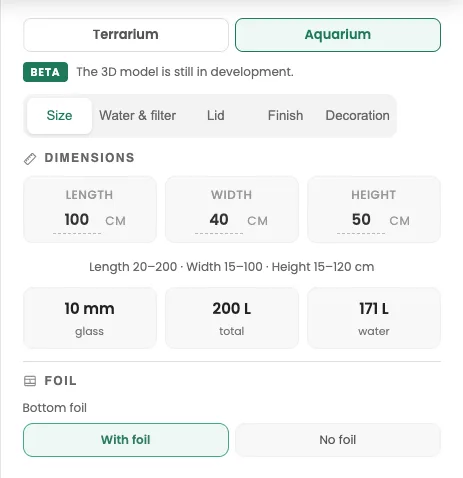 Terrarium Aquarium
BETA The 3D model is still in development.
Size Water & filter Lid Finish Decoration
DIMENSIONS
LENGTH WIDTH HEIGHT
100 CM 40 CM 50 CM
Length 20–200 · Width 15–100 · Height 15–120 cm
10 mm 200 L 171 L
glass total water
FOIL
Bottom foil
With foil No foil